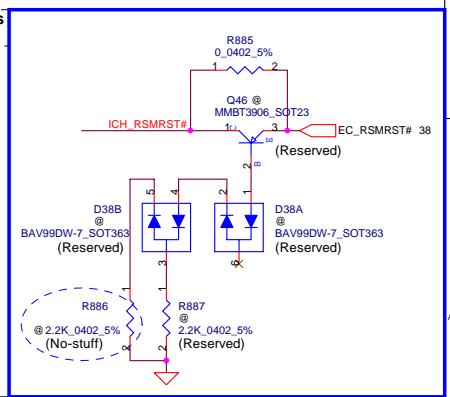 s
R885
0_0402_5%
1 2
Q46 @
MMBT3906_SOT23
ICH_RSMRST#
1 C E 3
EC_RSMRST# 38
(Reserved)
B
2
5 4 2 1
D38B
@
BAV99DW-7_SOT363
(Reserved)
D38A
@
BAV99DW-7_SOT363
(Reserved)
3 6
1 1
R886
@ 2.2K_0402_5%
(No-stuff)
R887
@
2.2K_0402_5%
(Reserved)
2 2